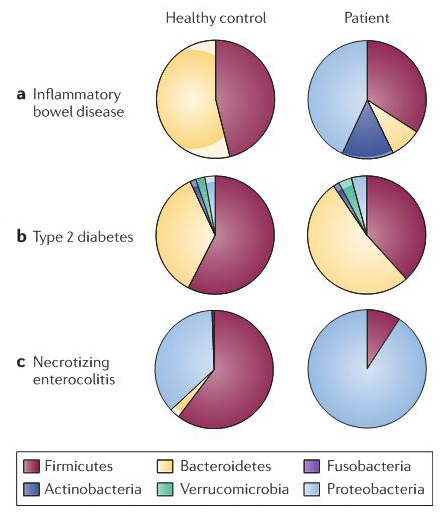 Healthy control
Patient
a Inflammatory
bowel disease
b Type 2 diabetes
c Necrotizing
enterocolitis
Firmicutes
Bacteroidetes
Fusobacteria
Actinobacteria
Verrucomicrobia
Proteobacteria